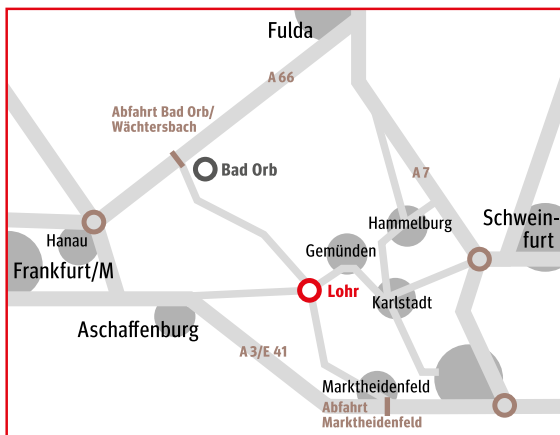 Fulda
A 66
Abfahrt Bad Orb/
Wächtersbach
Bad Orb
A 7
Hammelburg
Schwein-
furt
Hanau
Gemünden
Frankfurt/M
Lohr
Karlstadt
Aschaffenburg
A 3/E 41
Marktheidenfeld
Abfahrt
Marktheidenfeld